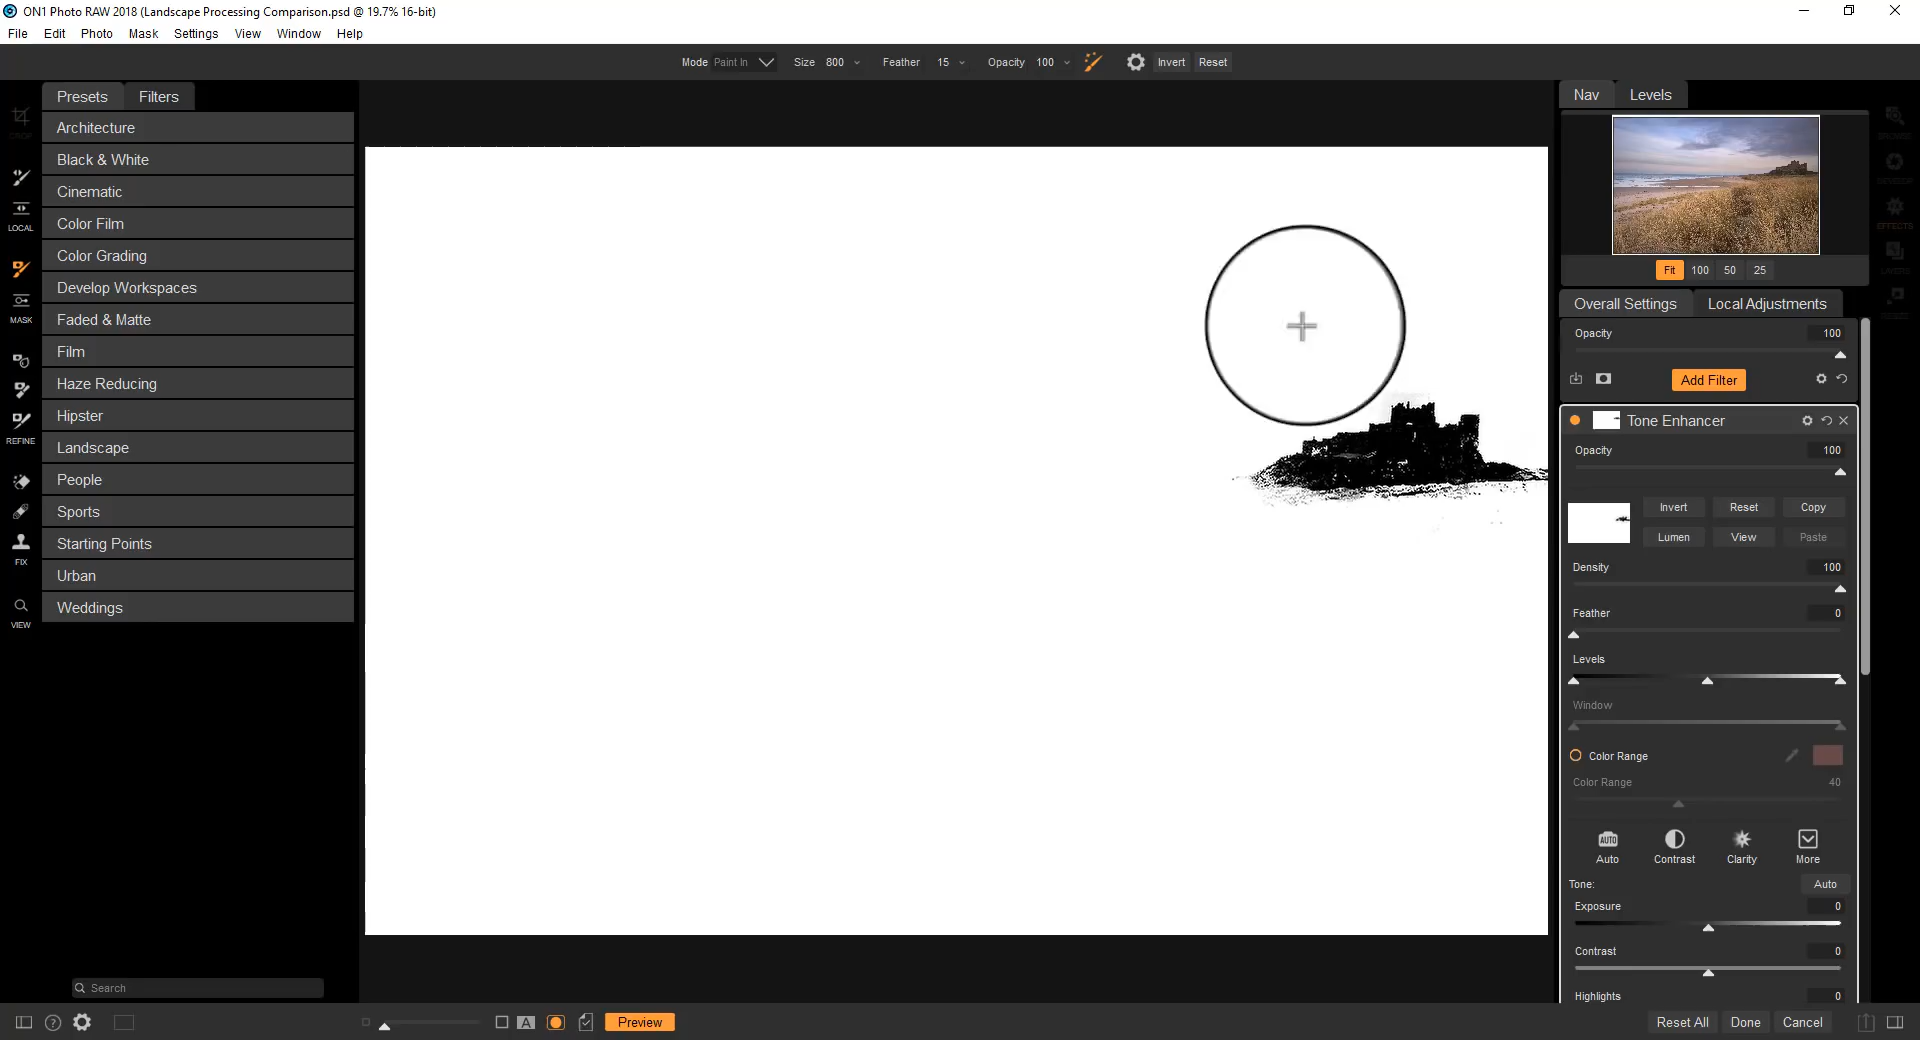 ON1 Photo RAW 2018 (Landscape Processing Comparison.psd @ 19.7% 16-bit)
File Edit Photo Mask Settings View Window Help
Mode Paint In Size 800 Feather 15 Opacity 100 Invert Reset
Presets Filters
Architecture
Black & White
Cinematic
Color Film
Color Grading
Develop Workspaces
Faded & Matte
Film
Haze Reducing
Hipster
Landscape
People
Sports
Starting Points
Urban
Weddings
Search
CROP
LOCAL
MASK
REFINE
FIX
VIEW
Nav Levels
Fit 100 50 25
Overall Settings Local Adjustments
Opacity 100
Add Filter
Tone Enhancer
Opacity 100
Invert Reset Copy
Lumen View Paste
Density 100
Feather 0
Levels
Window
Color Range
Color Range 40
AUTO
Auto Contrast Clarity More
Tone: Auto
Exposure 0
Contrast 0
Highlights 0
BROWSE
DEVELOP
EFFECTS
LAYERS
A Preview
Reset All Done Cancel